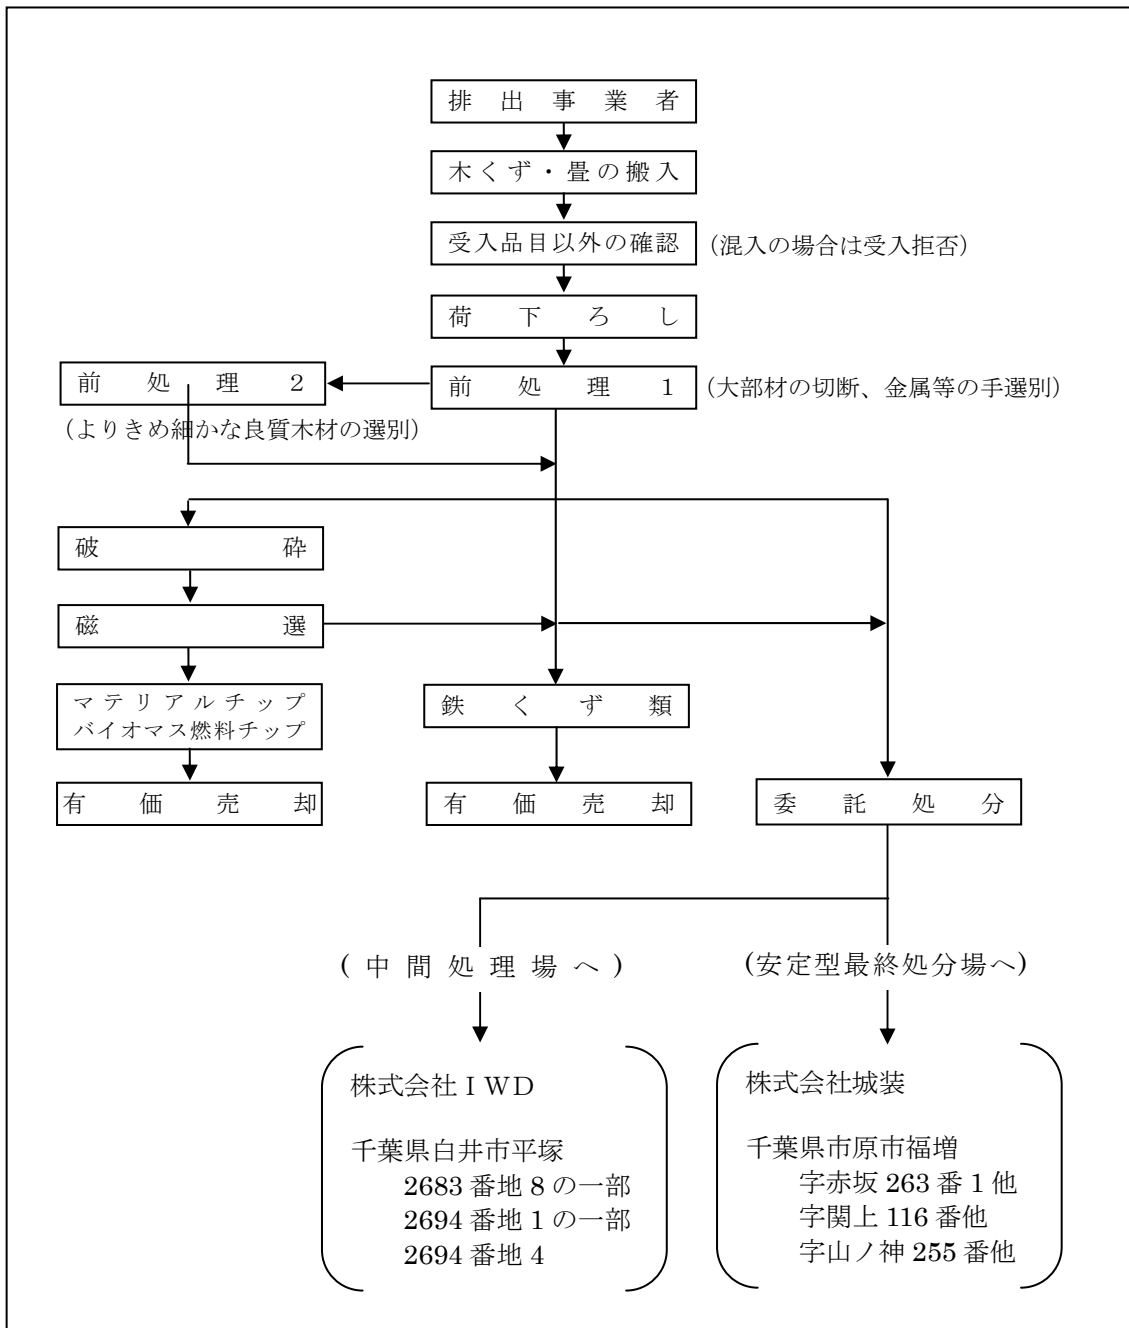 排出事業者
木くず・畳の搬入
受入品目以外の確認
(混入の場合は受入拒否)
荷下ろし
前処理2
前処理1
(大部材の切断、金属等の手選別)
(よりきめ細かな良質木材の選別)
破砕
磁選
マテリアルチップ
バイオマス燃料チップ
鉄くず類
有価売却
有価売却
委託処分
(中間処理場へ)
(安定型最終処分場へ)
株式会社IWD
千葉県白井市平塚
2683番地8の一部
2694番地1の一部
2694番地4
株式会社城装
千葉県市原市福増
字赤坂263番1他
字関上116番他
字山ノ神255番他